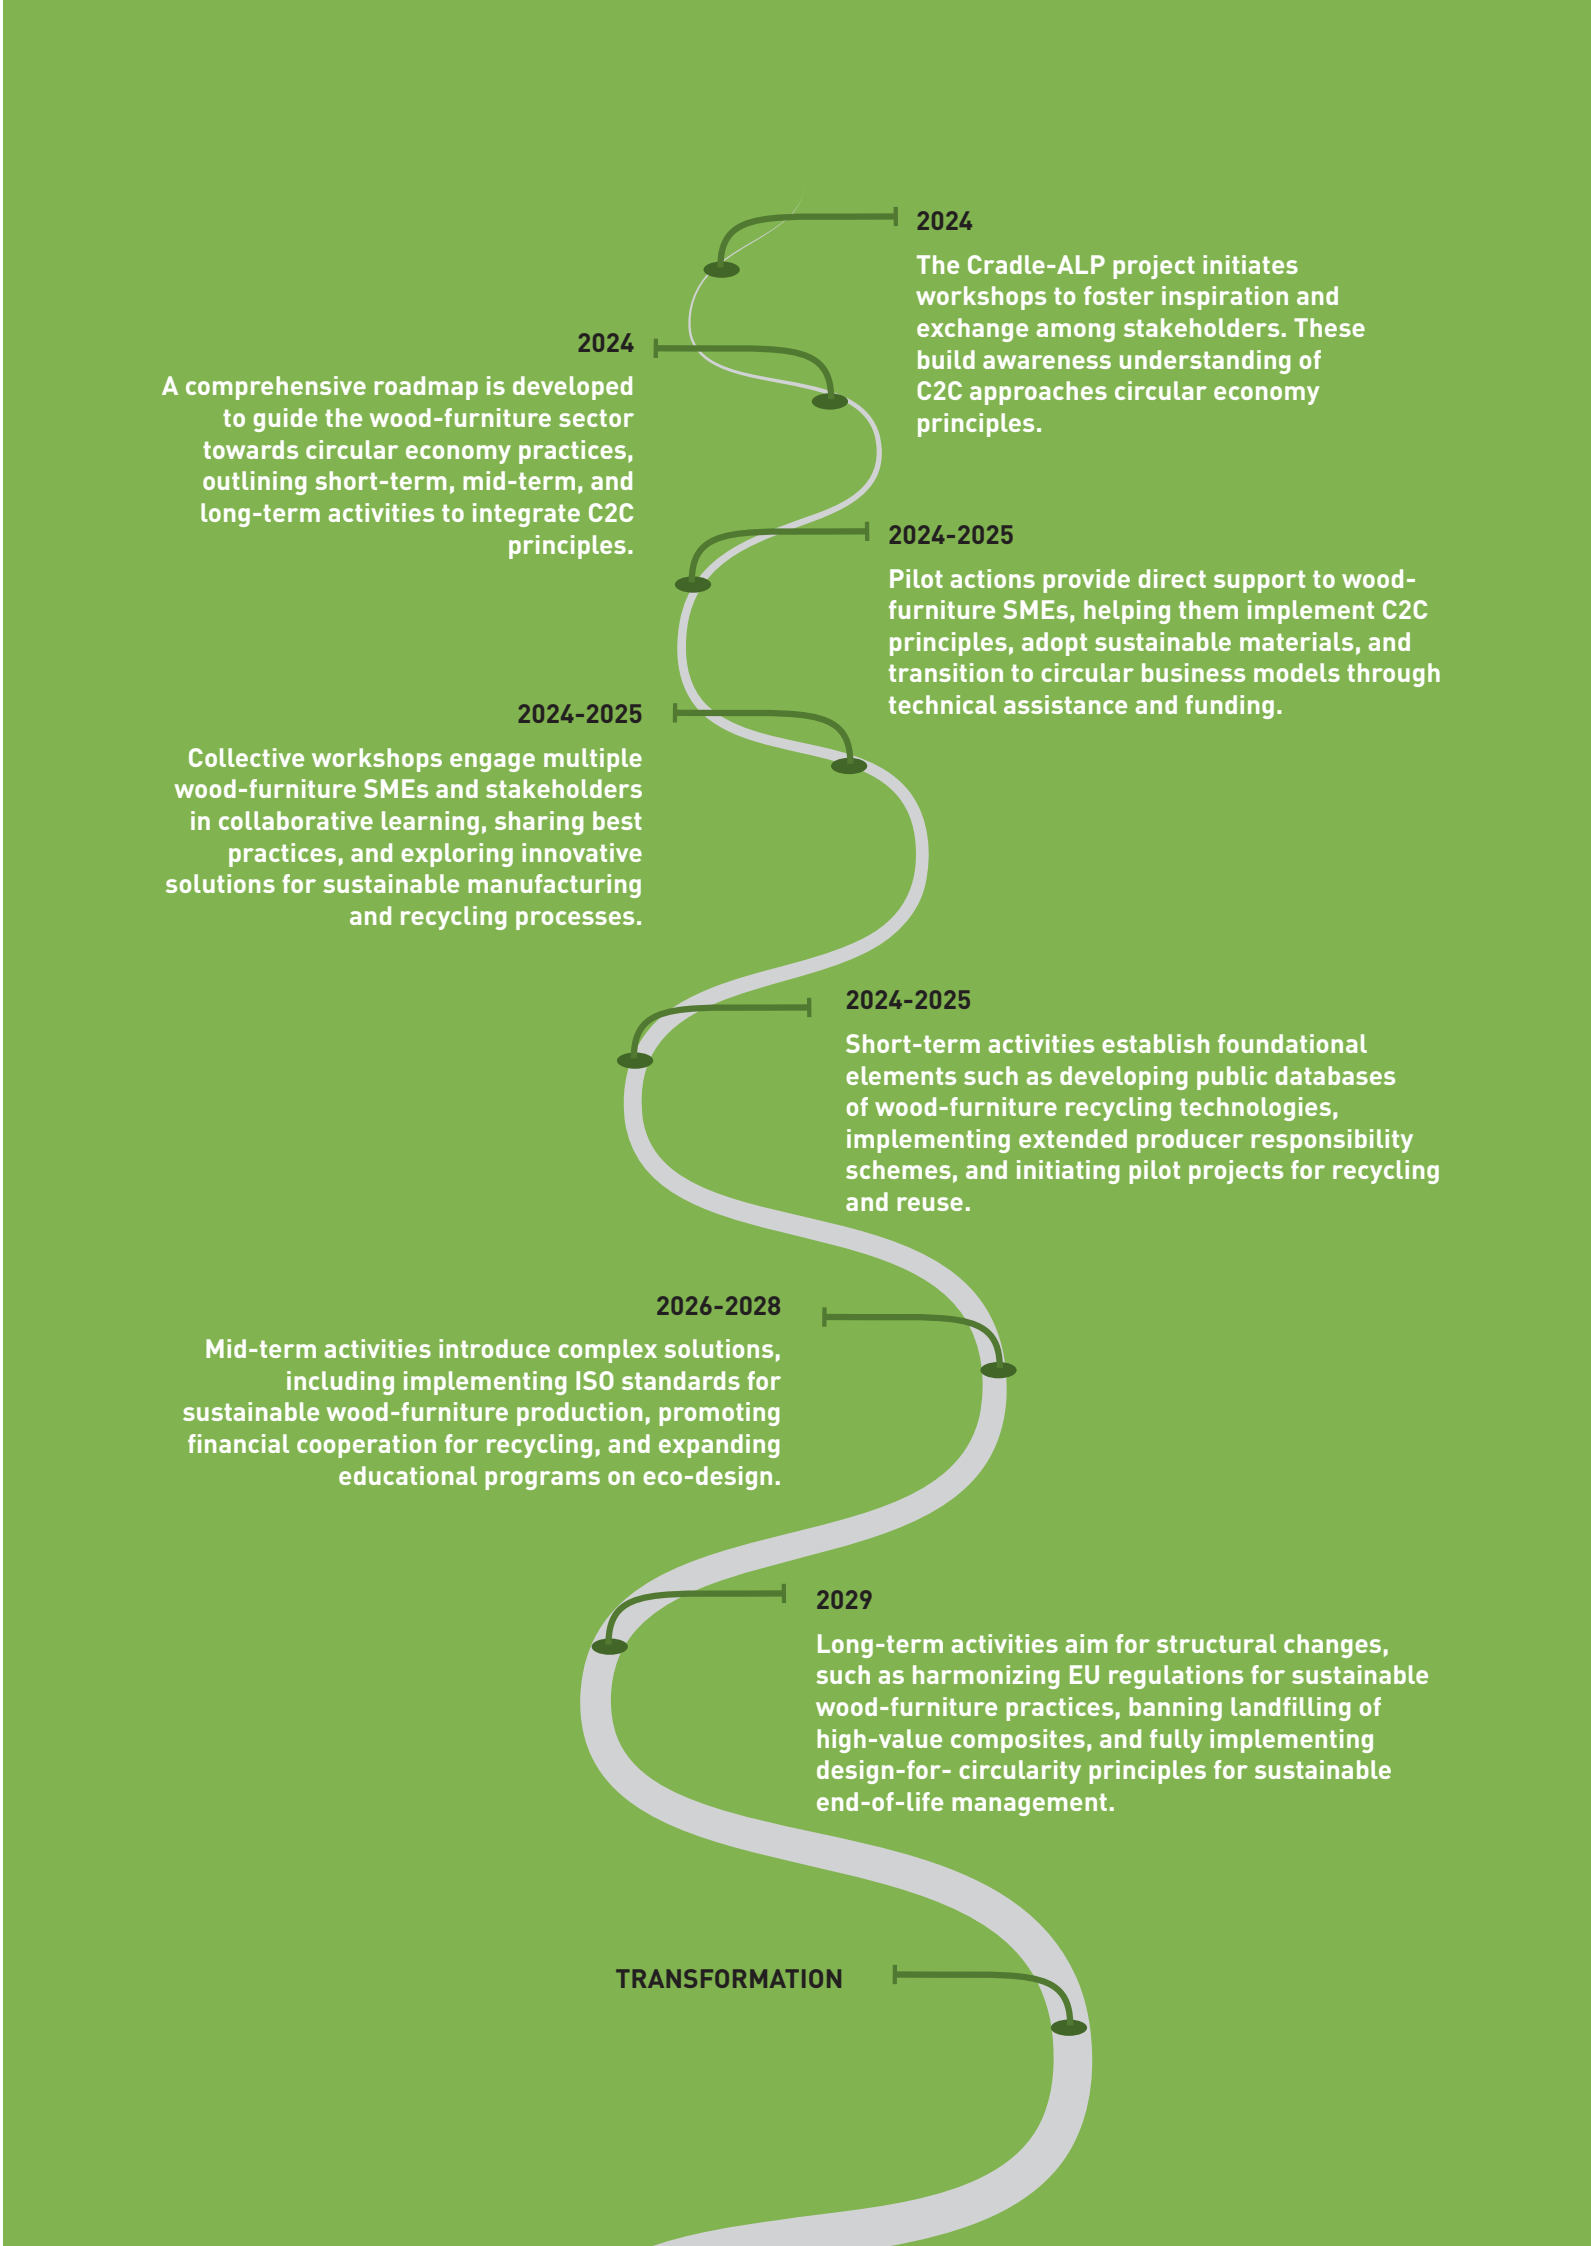 2024
The Cradle-ALP project initiates
workshops to foster inspiration and
exchange among stakeholders. These
build awareness understanding of
C2C approaches circular economy
principles.
2024
A comprehensive roadmap is developed
to guide the wood-furniture sector
towards circular economy practices,
outlining short-term, mid-term, and
long-term activities to integrate C2C
principles.
2024-2025
Pilot actions provide direct support to wood-
furniture SMEs, helping them implement C2C
principles, adopt sustainable materials, and
transition to circular business models through
technical assistance and funding.
2024-2025
Collective workshops engage multiple
wood-furniture SMEs and stakeholders
in collaborative learning, sharing best
practices, and exploring innovative
solutions for sustainable manufacturing
and recycling processes.
2024-2025
Short-term activities establish foundational
elements such as developing public databases
of wood-furniture recycling technologies,
implementing extended producer responsibility
schemes, and initiating pilot projects for recycling
and reuse.
2026-2028
Mid-term activities introduce complex solutions,
including implementing ISO standards for
sustainable wood-furniture production, promoting
financial cooperation for recycling, and expanding
educational programs on eco-design.
2029
Long-term activities aim for structural changes,
such as harmonizing EU regulations for sustainable
wood-furniture practices, banning landfilling of
high-value composites, and fully implementing
design-for- circularity principles for sustainable
end-of-life management.
TRANSFORMATION